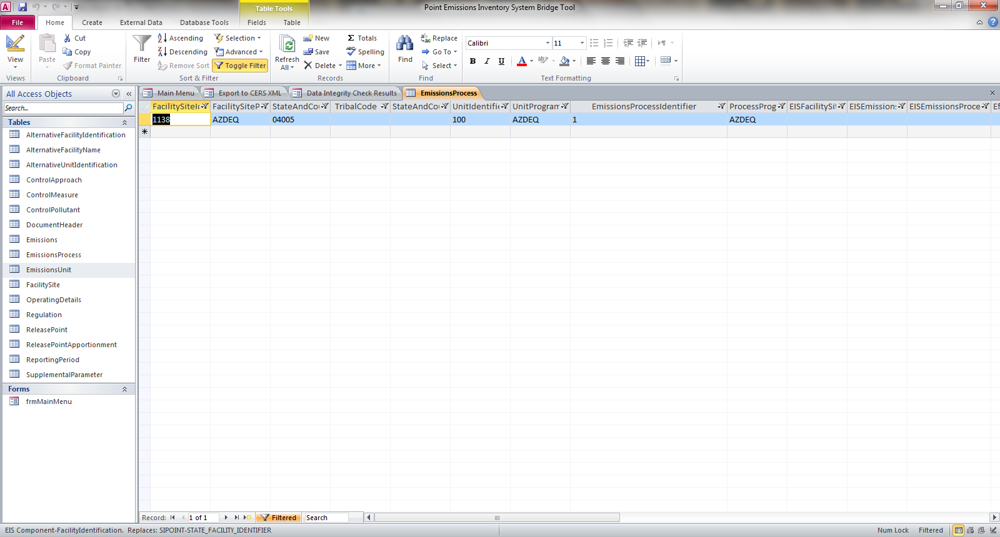 Table Tools
Point Emissions Inventory System Bridge Tool
File Home Create External Data Database Tools Fields Table
View
Views
Paste
Cut
Copy
Format Painter
Clipboard
Filter
Ascending
Descending
Remove Sort
Selection
Advanced
Toggle Filter
Sort & Filter
Refresh All
New
Save
Delete
Totals
Spelling
More
Records
Find
Replace
Go To
Select
Find
Calibri 11
B I U A
Text Formatting
All Access Objects
Search...
Tables
AlternativeFacilityIdentification
AlternativeFacilityName
AlternativeUnitIdentification
ControlApproach
ControlMeasure
ControlPollutant
DocumentHeader
Emissions
EmissionsProcess
EmissionsUnit
FacilitySite
OperatingDetails
Regulation
ReleasePoint
ReleasePointApportionment
ReportingPeriod
SupplementalParameter
Forms
frmMainMenu
Main Menu Export to CERS XML Data Integrity Check Results EmissionsProcess
FacilitySiteId FacilitySiteP StateAndCou TribalCode StateAndCou UnitIdentifi UnitProgram EmissionsProcessIdentifier ProcessProg EISFacilitySit EISEmissions EISEmissionsProce Ef
1138 AZDEQ 04005 100 AZDEQ 1 AZDEQ
Record: 1 of 1 Filtered Search
EIS Component-FacilityIdentification. Replaces: SIPOINT-STATE_FACILITY_IDENTIFIER
Num Lock Filtered